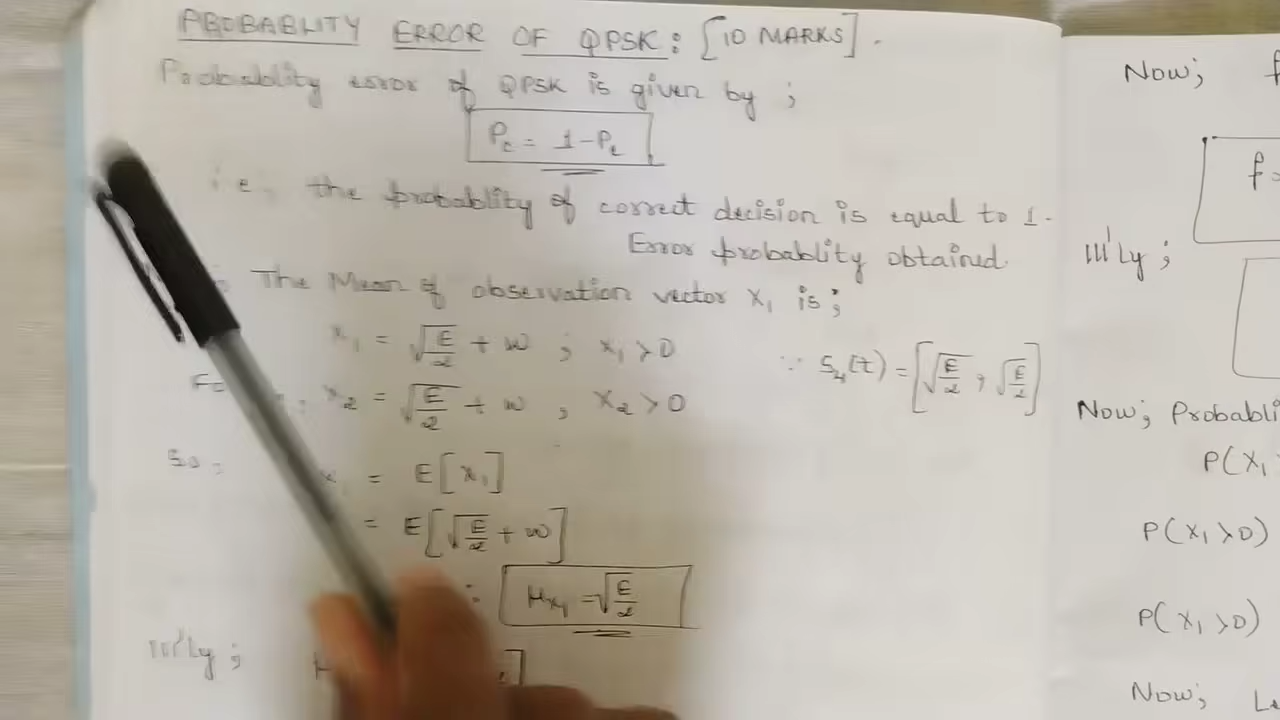 PROBABLITY ERROR OF QPSK: [10 MARKS].
Probablity error of QPSK is given by ;
Pc = 1-Pe
i.e, the probablity of correct decision is equal to 1-
Error probablity obtained.
The Mean of observation vector X1 is;
x1 = √E/2 + w ; x1 > 0
∵ S4(t) = [√E/2 , √E/2]
x2 = √E/2 + w , x2 > 0
So,
= E[x1]
= E[√E/2 + w]
∴ μx1 = √E/2
III'ly ;
Now;
f=
III'ly ;
Now; Probabli
P(X1
P(X1>0)
P(X1>0)
Now;